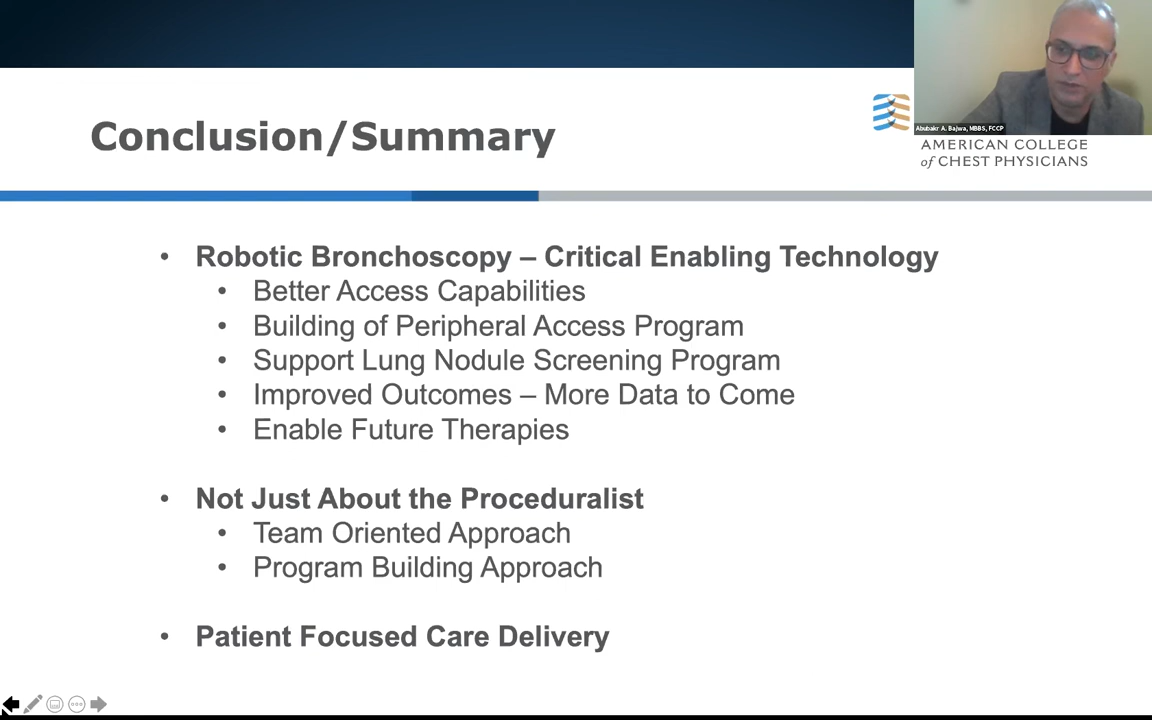 Conclusion/Summary
Abubakr A. Bajwa, MBBS, FCCP
AMERICAN COLLEGE
of CHEST PHYSICIANS
• Robotic Bronchoscopy – Critical Enabling Technology
• Better Access Capabilities
• Building of Peripheral Access Program
• Support Lung Nodule Screening Program
• Improved Outcomes – More Data to Come
• Enable Future Therapies
• Not Just About the Proceduralist
• Team Oriented Approach
• Program Building Approach
• Patient Focused Care Delivery